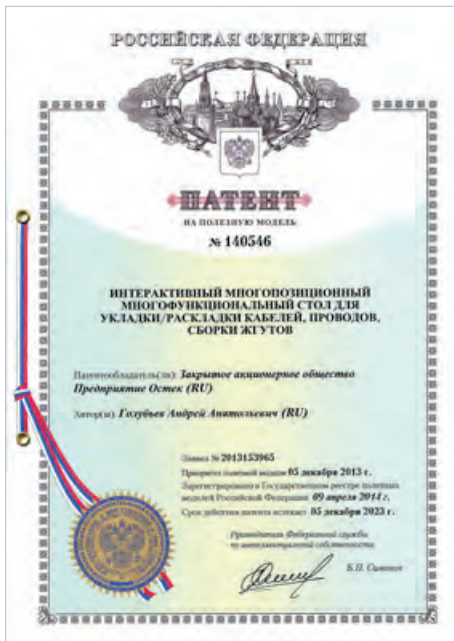 РОССИЙСКАЯ ФЕДЕРАЦИЯ
ПАТЕНТ
НА ПОЛЕЗНУЮ МОДЕЛЬ
№ 140546
ИНТЕРАКТИВНЫЙ МНОГОПОЗИЦИОННЫЙ
МНОГОФУНКЦИОНАЛЬНЫЙ СТОЛ ДЛЯ
УКЛАДКИ/РАСКЛАДКИ КАБЕЛЕЙ, ПРОВОДОВ,
СБОРКИ ЖГУТОВ
Патентообладатель(ли): Закрытое акционерное общество
Предприятие Остек (RU)
Автор(ы): Голубьев Андрей Анатольевич (RU)
Заявка № 2013153965
Приоритет полезной модели 05 декабря 2013 г.
Зарегистрировано в Государственном реестре полезных
моделей Российской Федерации 09 апреля 2014 г.
Срок действия патента истекает 05 декабря 2023 г.
Руководитель Федеральной службы
по интеллектуальной собственности
Б.П. Симонов